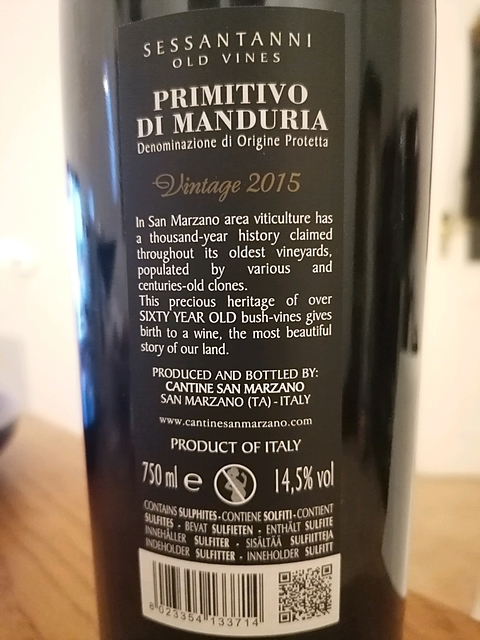 SESSANTANNI
OLD VINES
PRIMITIVO
DI MANDURIA
Denominazione di Origine Protetta
Vintage 2015
In San Marzano area viticulture has
a thousand-year history claimed
throughout its oldest vineyards,
populated by various and
centuries-old clones.
This precious heritage of over
SIXTY YEAR OLD bush-vines gives
birth to a wine, the most beautiful
story of our land.
PRODUCED AND BOTTLED BY:
CANTINE SAN MARZANO
SAN MARZANO (TA) - ITALY
www.cantinesanmarzano.com
PRODUCT OF ITALY
750 ml e 14,5% vol
CONTAINS SULPHITES - CONTIENE SOLFITI - CONTIENT
SULFITES - BEVAT SULFIETEN - ENTHÄLT SULFITE
INNEHÅLLER SULFITER - SISÄLTÄÄ SULFIITTEJA
INDEHOLDER SULFITTER - INNEHOLDER SULFITT
8 023354 133714